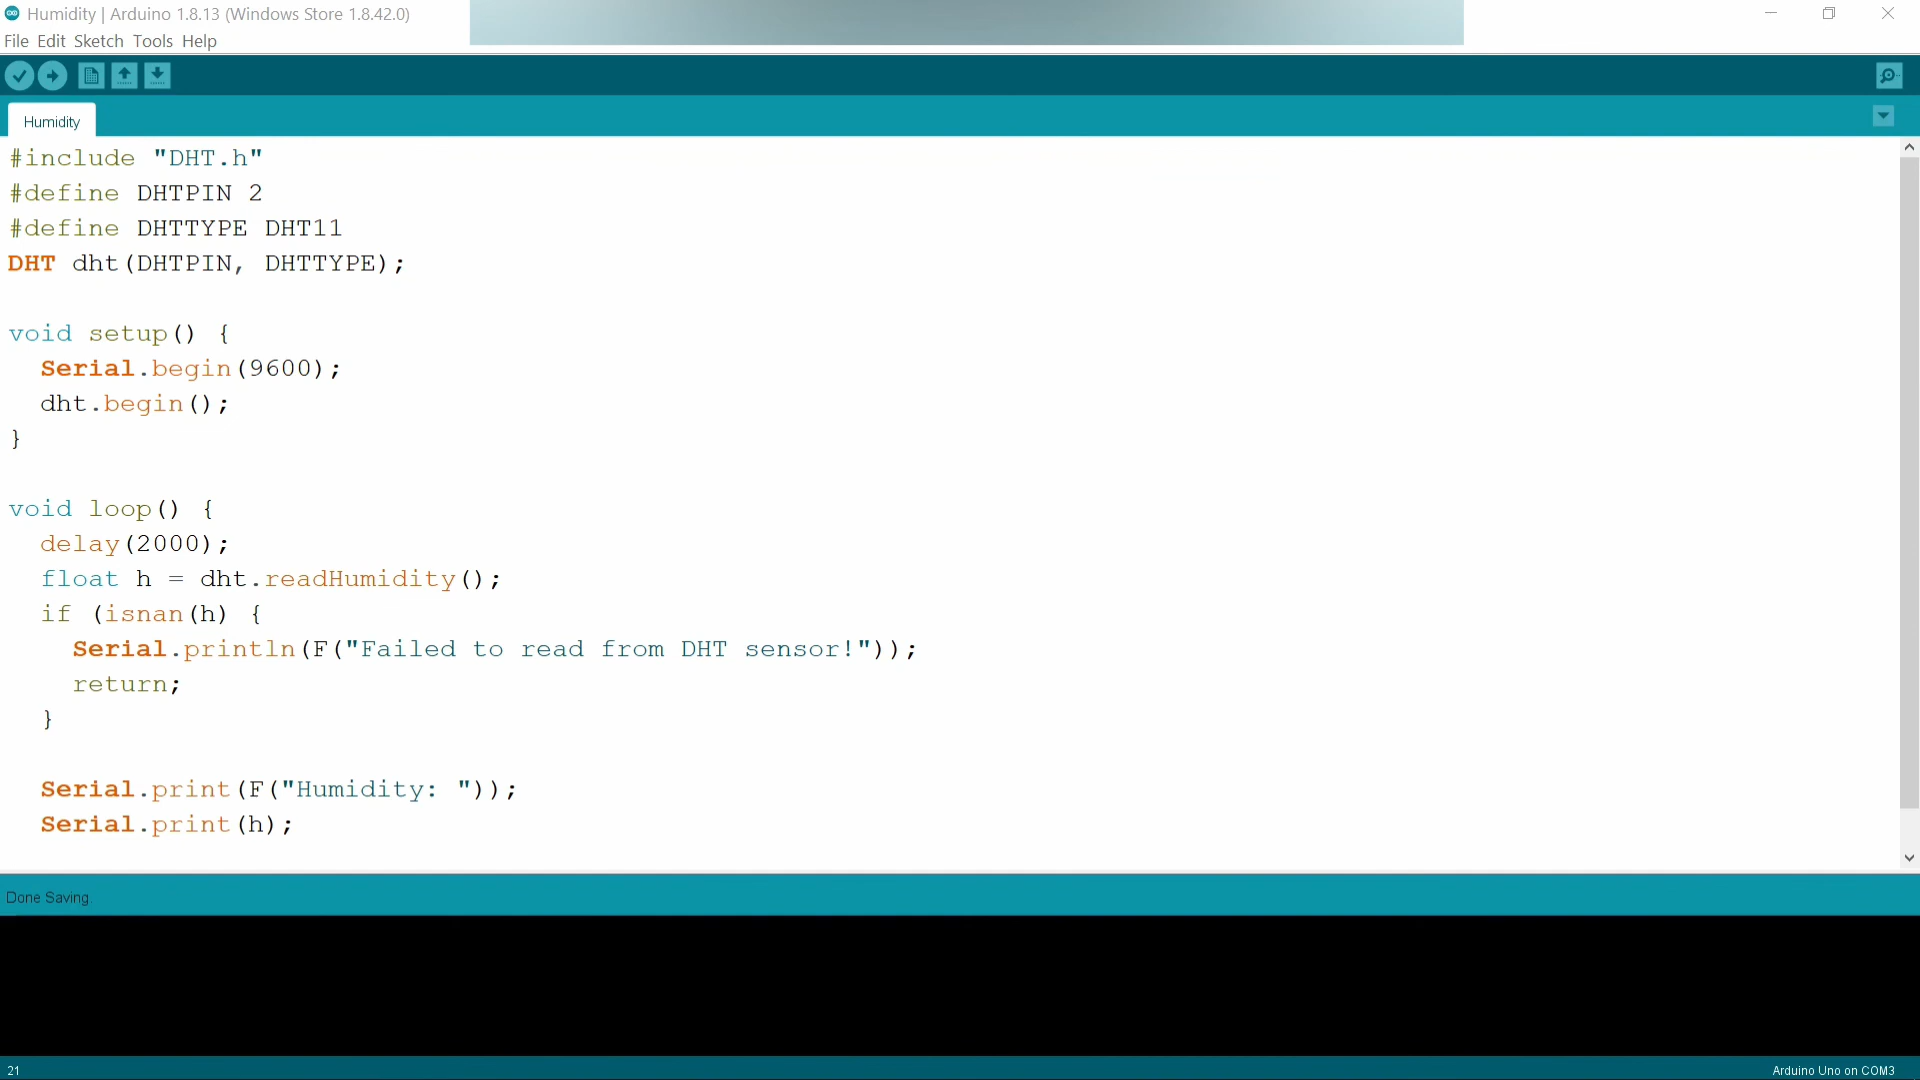 Humidity | Arduino 1.8.13 (Windows Store 1.8.42.0)
File Edit Sketch Tools Help
Humidity
#include "DHT.h"
#define DHTPIN 2
#define DHTTYPE DHT11
DHT dht(DHTPIN, DHTTYPE);
void setup() {
Serial.begin(9600);
dht.begin();
}
void loop() {
delay(2000);
float h = dht.readHumidity();
if (isnan(h) {
Serial.println(F("Failed to read from DHT sensor!"));
return;
}
Serial.print(F("Humidity: "));
Serial.print(h);
Done Saving.
21
Arduino Uno on COM3